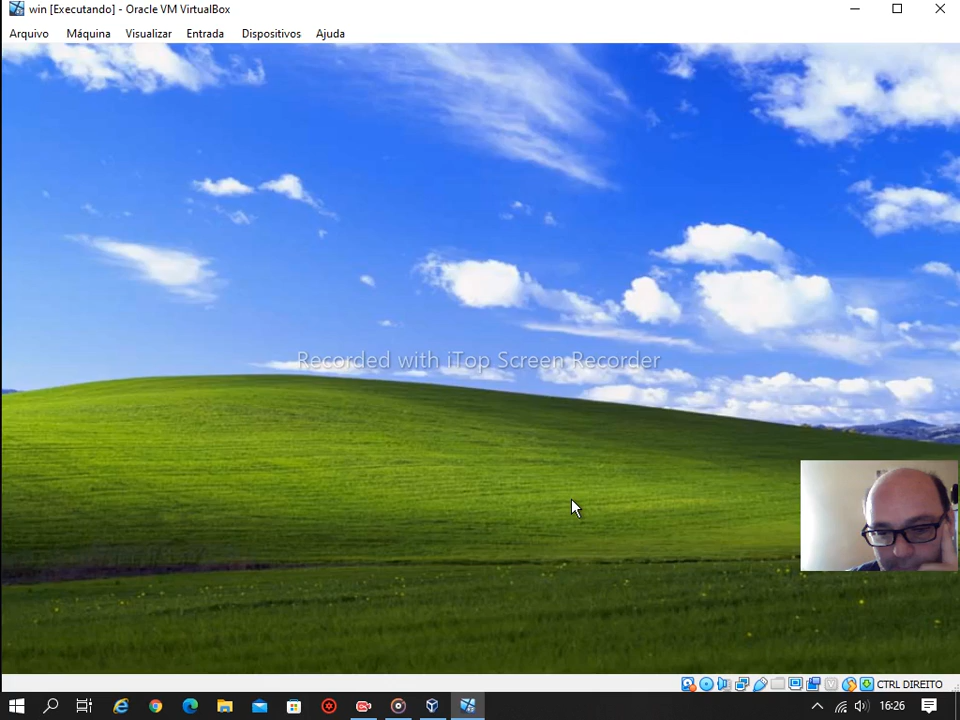 win [Executando] - Oracle VM VirtualBox
Arquivo Máquina Visualizar Entrada Dispositivos Ajuda
Recorded with iTop Screen Recorder
CTRL DIREITO
16:26